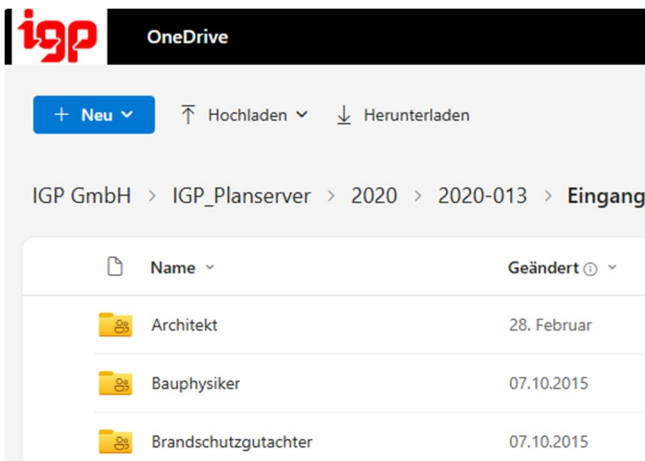 igp OneDrive
+ Neu Hochladen Herunterladen
IGP GmbH > IGP_Planserver > 2020 > 2020-013 > Eingang
Name Geändert
Architekt 28. Februar
Bauphysiker 07.10.2015
Brandschutzgutachter 07.10.2015